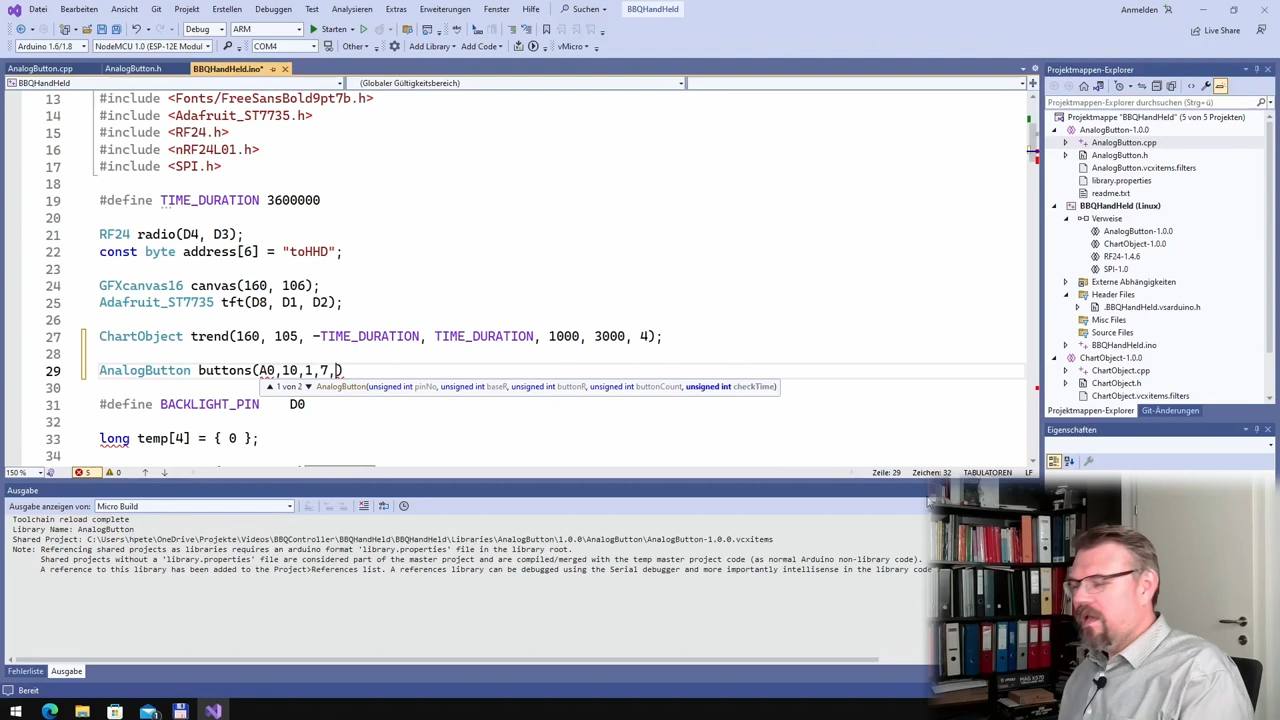 Datei Bearbeiten Ansicht Git Projekt Erstellen Debuggen Test Analysieren Extras Erweiterungen Fenster Hilfe Suchen BBQHandHeld Anmelden
Debug ARM Starten Live Share
Arduino 1.6/1.8 NodeMCU 1.0 (ESP-12E Modul COM4 Other Add Library Add Code vMicro
AnalogButton.cpp AnalogButton.h BBQHandHeld.ino*
BBQHandHeld (Globaler Gültigkeitsbereich)
13 #include <Fonts/FreeSansBold9pt7b.h>
14 #include <Adafruit_ST7735.h>
15 #include <RF24.h>
16 #include <nRF24L01.h>
17 #include <SPI.h>
18
19 #define TIME_DURATION 3600000
20
21 RF24 radio(D4, D3);
22 const byte address[6] = "toHHD";
23
24 GFXcanvas16 canvas(160, 106);
25 Adafruit_ST7735 tft(D8, D1, D2);
26
27 ChartObject trend(160, 105, -TIME_DURATION, TIME_DURATION, 1000, 3000, 4);
28
29 AnalogButton buttons(A0,10,1,7,)
30 ▲ 1 von 2 ▼ AnalogButton(unsigned int pinNo, unsigned int baseR, unsigned int buttonR, unsigned int buttonCount, unsigned int checkTime)
31 #define BACKLIGHT_PIN D0
32
33 long temp[4] = { 0 };
34
150 % 5 0 Zeile: 29 Zeichen: 32 TABULATOREN LF
Ausgabe
Ausgabe anzeigen von: Micro Build
Toolchain reload complete
Library Name: AnalogButton
Shared Project: C:\Users\hpete\OneDrive\Projekte\Videos\BBQController\BBQHandHeld\BBQHandHeld\Libraries\AnalogButton\1.0.0\AnalogButton\AnalogButton-1.0.0.vcxitems
Note: Referencing shared projects as libraries requires an arduino format 'library.properties' file in the library root.
Shared projects without a 'library.properties' file are considered part of the master project and are compiled/merged with the temp master project code (as normal Arduino non-library code).
A reference to this library has been added to the Project>References list. A references library can be debugged using the Serial debugger and more importantly intellisense in the library code
Fehlerliste Ausgabe
Bereit
Projektmappen-Explorer
Projektmappen-Explorer durchsuchen (Strg+ü)
Projektmappe "BBQHandHeld" (5 von 5 Projekten)
AnalogButton-1.0.0
AnalogButton.cpp
AnalogButton.h
AnalogButton.vcxitems.filters
library.properties
readme.txt
BBQHandHeld (Linux)
Verweise
AnalogButton-1.0.0
ChartObject-1.0.0
RF24-1.4.6
SPI-1.0
Externe Abhängigkeiten
Header Files
.BBQHandHeld.vsarduino.h
Misc Files
Source Files
BBQHandHeld.ino
ChartObject-1.0.0
ChartObject.cpp
ChartObject.h
ChartObject.vcxitems.filters
Projektmappen-Explorer Git-Änderungen
Eigenschaften